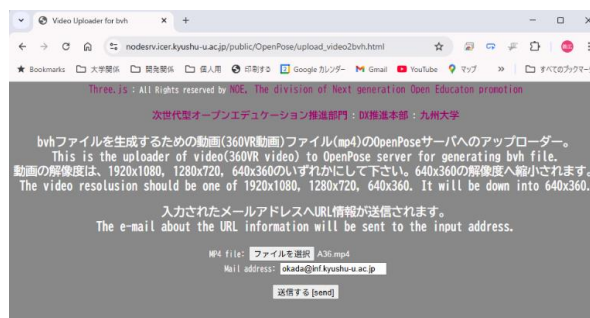 Video Uploader for bvh
nodesrv.icer.kyushu-u.ac.jp/public/OpenPose/upload_video2bvh.html
Bookmarks 大学関係 開発関係 個人用 印刷する Google カレンダー Gmail YouTube マップ » すべてのブックマー
Three.js : All Rights reserved by NOE, The division of Next generation Open Educaton promotion
次世代型オープンエデュケーション推進部門 : DX推進本部 : 九州大学
bvhファイルを生成するための動画(360VR動画)ファイル(mp4)のOpenPoseサーバへのアップローダー。
This is the uploader of video(360VR video) to OpenPose server for generating bvh file.
動画の解像度は、1920x1080, 1280x720, 640x360のいずれかにして下さい。640x360の解像度へ縮小されます。
The video resolusion should be one of 1920x1080, 1280x720, 640x360. It will be down into 640x360.
入力されたメールアドレスへURL情報が送信されます。
The e-mail about the URL information will be sent to the input address.
MP4 file: ファイルを選択 A36.mp4
Mail address: okada@inf.kyushu-u.ac.jp
送信する [send]